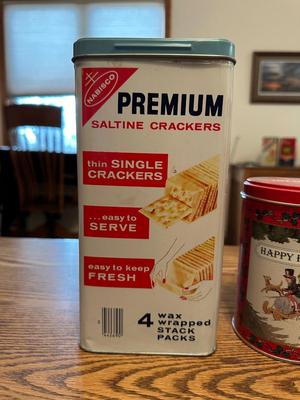 NABISCO
PREMIUM
SALTINE CRACKERS
thin SINGLE
CRACKERS
...easy to
SERVE
easy to keep
FRESH
4 wax
wrapped
STACK
PACKS
HAPPY